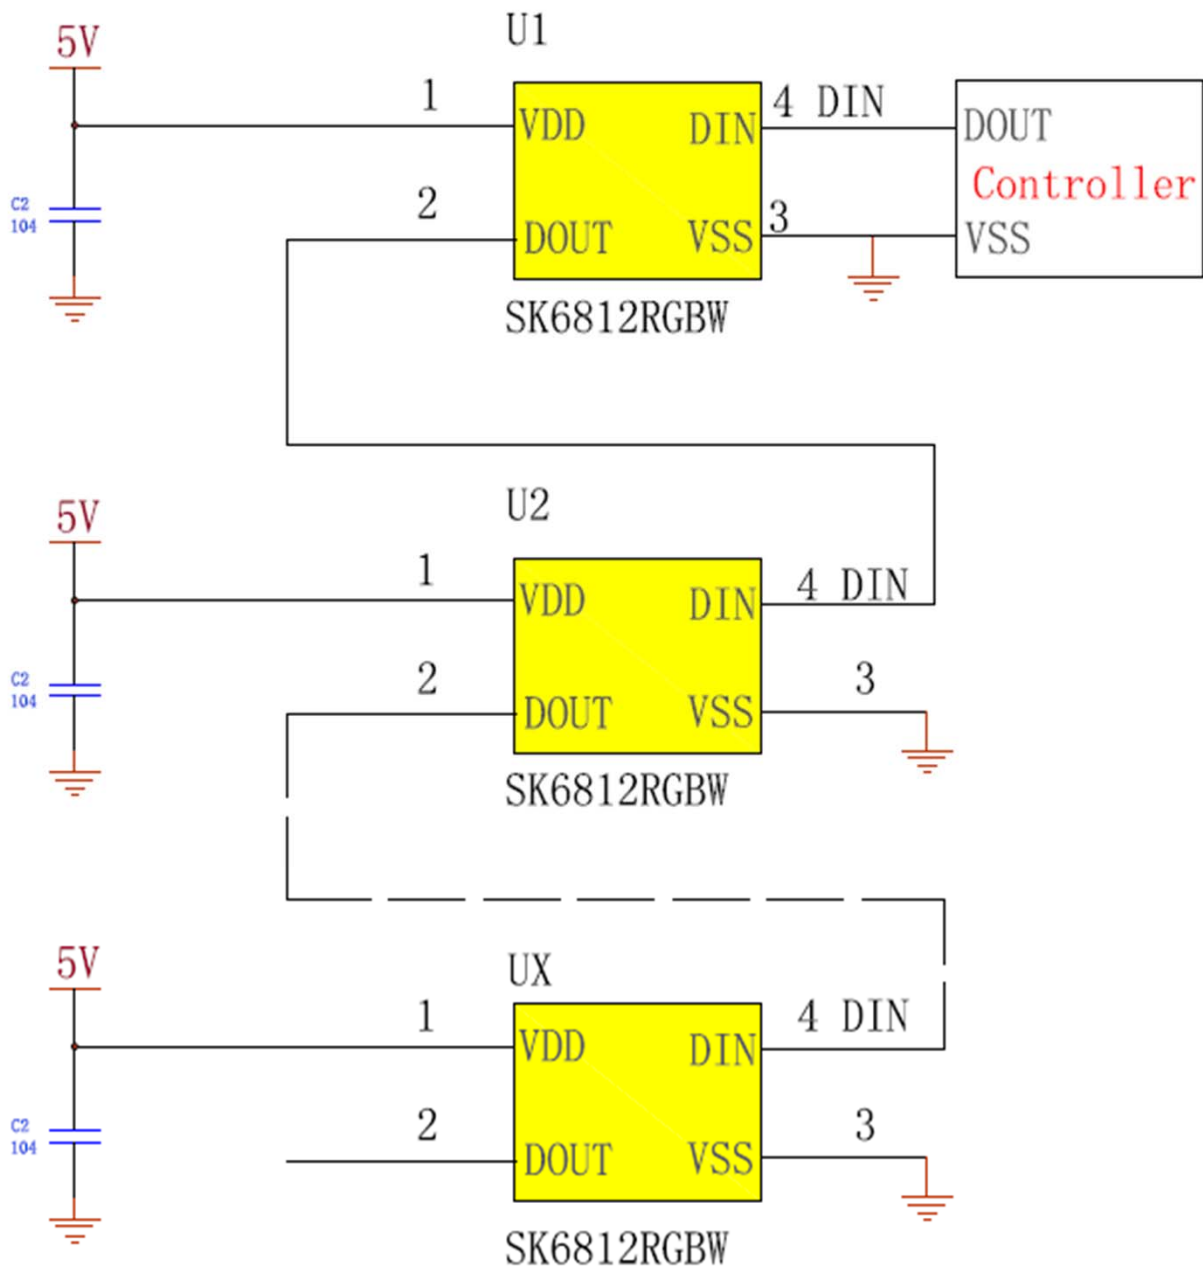 U1
5V
1
VDD
DIN
4 DIN
DOUT
Controller
C2
104
2
DOUT
VSS
3
VSS
SK6812RGBW
U2
5V
1
VDD
DIN
4 DIN
C2
104
2
DOUT
VSS
3
SK6812RGBW
UX
5V
1
VDD
DIN
4 DIN
C2
104
2
DOUT
VSS
3
SK6812RGBW